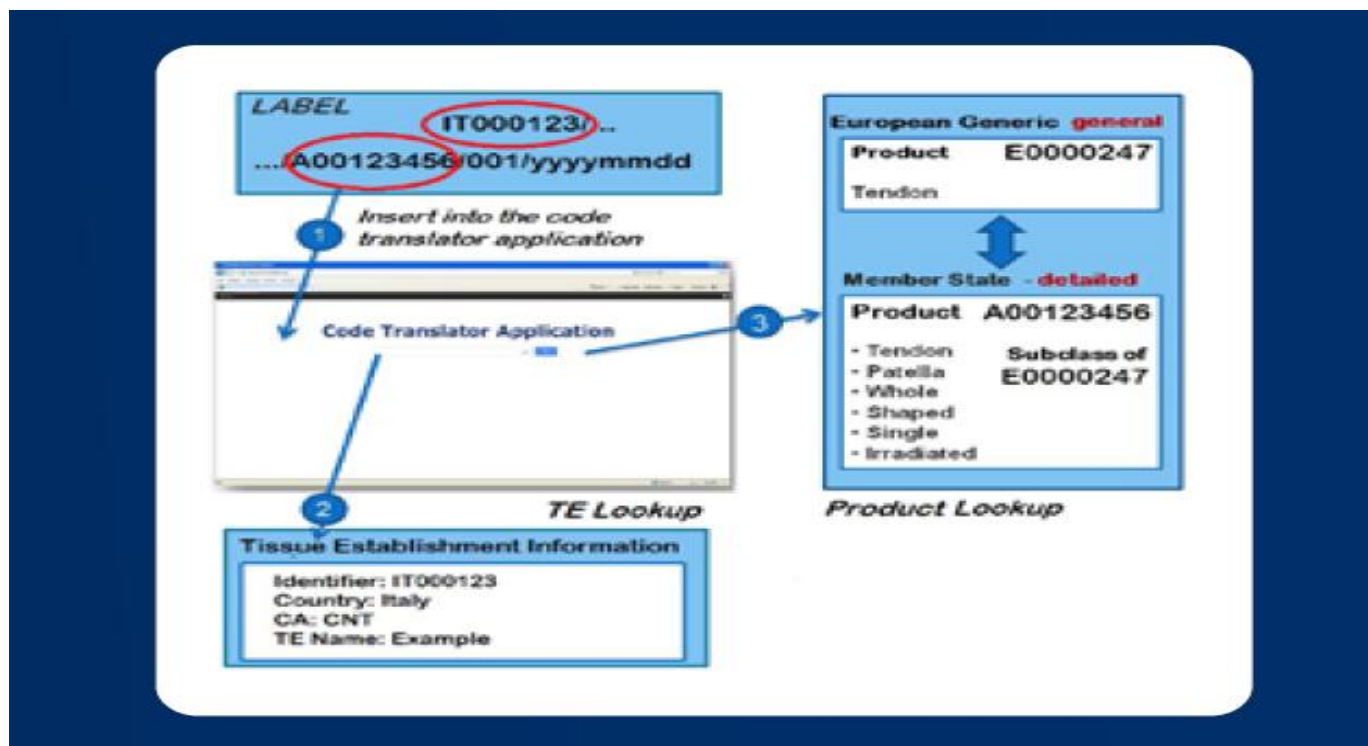 LABEL
IT000123/...
.../A00123456/001/yyyymmdd
1
Insert into the code
translator application
Code Translator Application
3
2
TE Lookup
Tissue Establishment Information
Identifier: IT000123
Country: Italy
CA: CNT
TE Name: Example
European Generic general
Product E0000247
Tendon
Member State - detailed
Product A00123456
- Tendon Subclass of
- Patella E0000247
- Whole
- Shaped
- Single
- Irradiated
Product Lookup